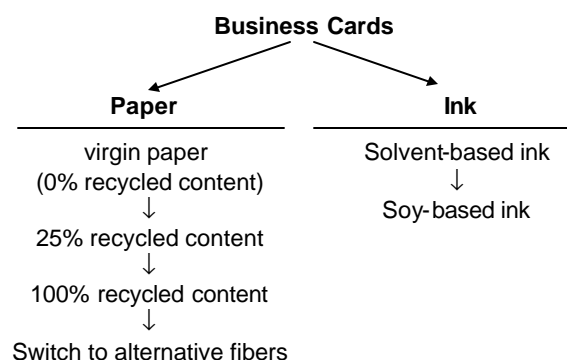 Business Cards
Paper
virgin paper
(0% recycled content)
↓
25% recycled content
↓
100% recycled content
↓
Switch to alternative fibers
Ink
Solvent-based ink
↓
Soy-based ink